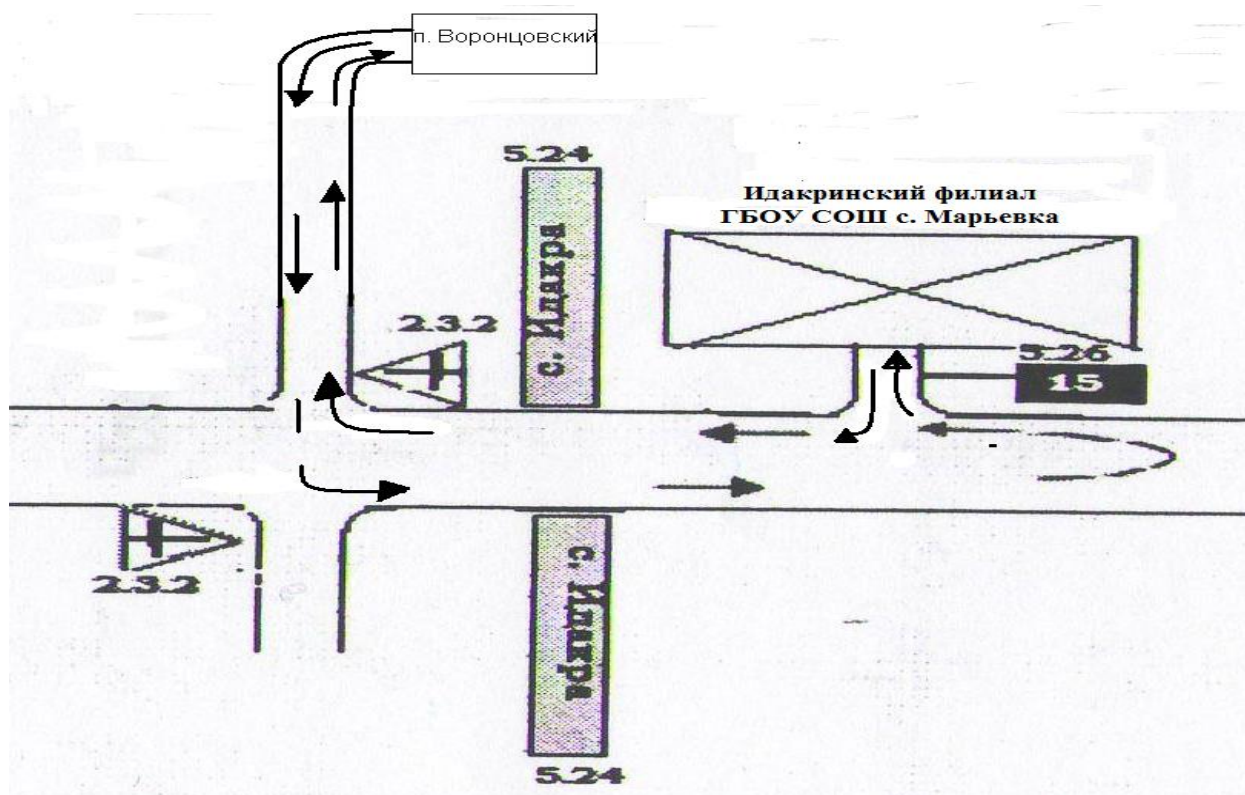 п. Воронцовский
5.24
Идакринский филиал
ГБОУ СОШ с. Марьевка
с. Идакра
2.3.2
5.26
15
с. Идакра
2.3.2
5.24